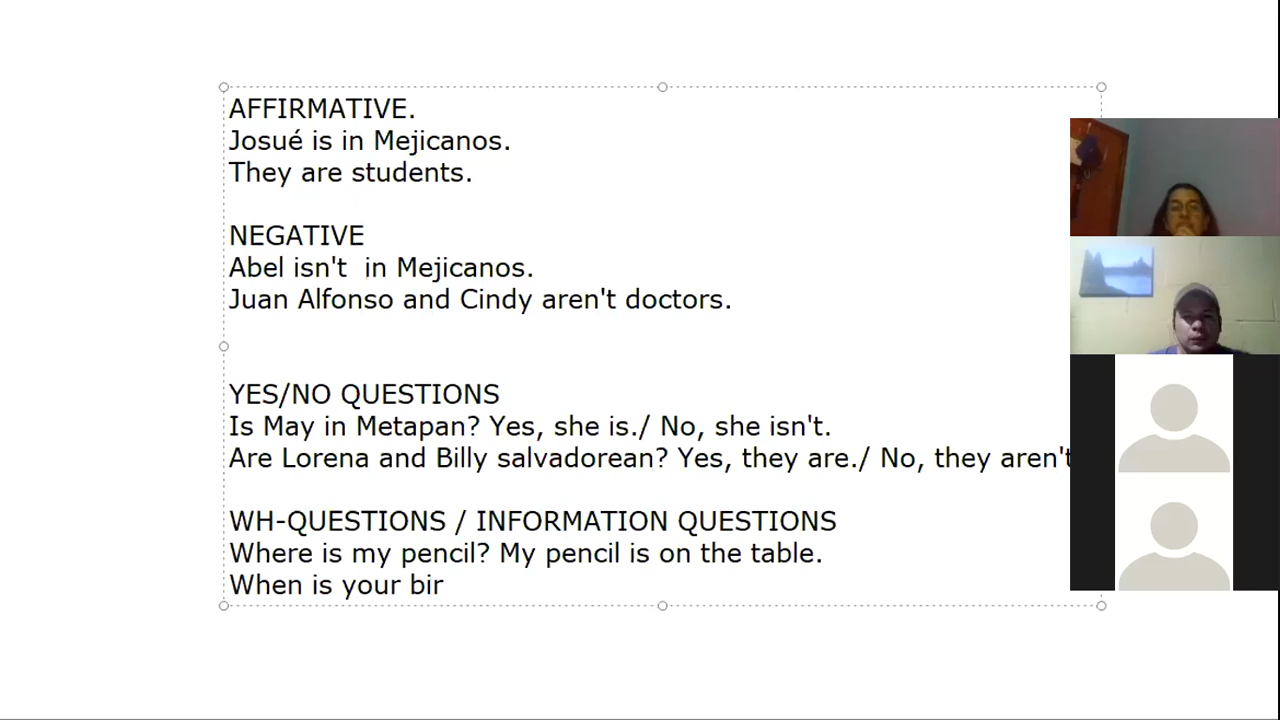 AFFIRMATIVE.
Josué is in Mejicanos.
They are students.
NEGATIVE
Abel isn't  in Mejicanos.
Juan Alfonso and Cindy aren't doctors.
YES/NO QUESTIONS
Is May in Metapan? Yes, she is./ No, she isn't.
Are Lorena and Billy salvadorean? Yes, they are./ No, they aren't
WH-QUESTIONS / INFORMATION QUESTIONS
Where is my pencil? My pencil is on the table.
When is your bir